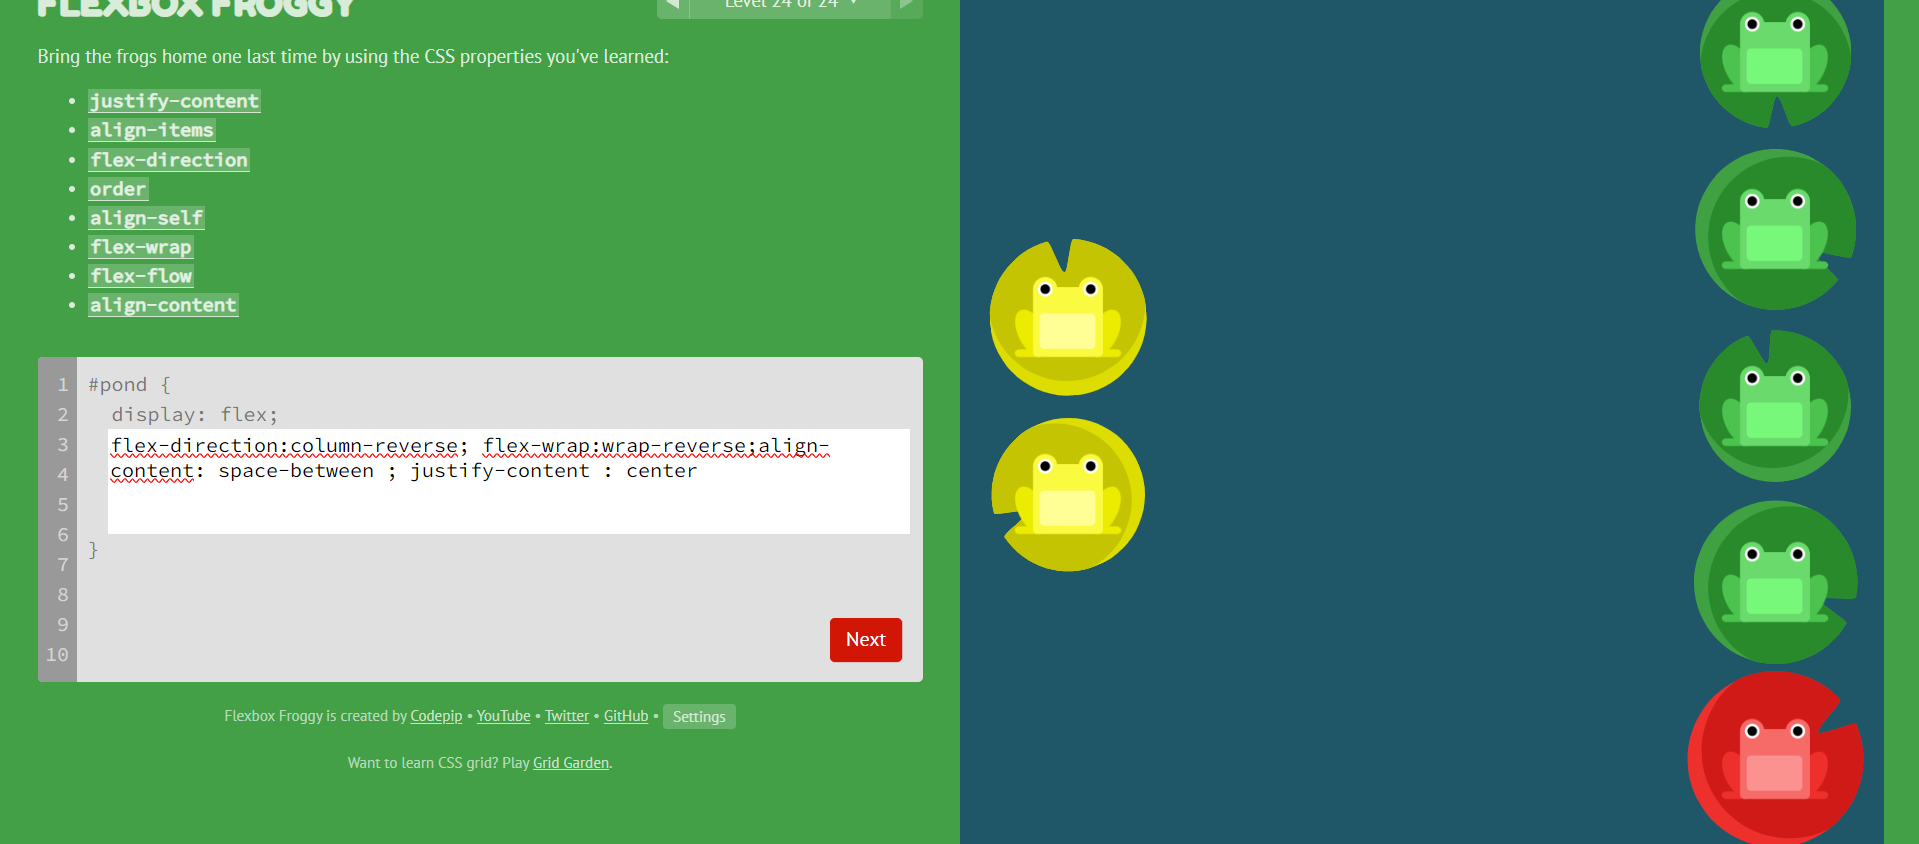 FLEXBOX FROGGY
◀ Level 24 of 24 ▾ ▶
Bring the frogs home one last time by using the CSS properties you've learned:
• justify-content
• align-items
• flex-direction
• order
• align-self
• flex-wrap
• flex-flow
• align-content
1 #pond {
2 display: flex;
3 flex-direction:column-reverse; flex-wrap:wrap-reverse;align-
4 content: space-between ; justify-content : center
5
6 }
7
8
9
10
Next
Flexbox Froggy is created by Codepip • YouTube • Twitter • GitHub • Settings
Want to learn CSS grid? Play Grid Garden.